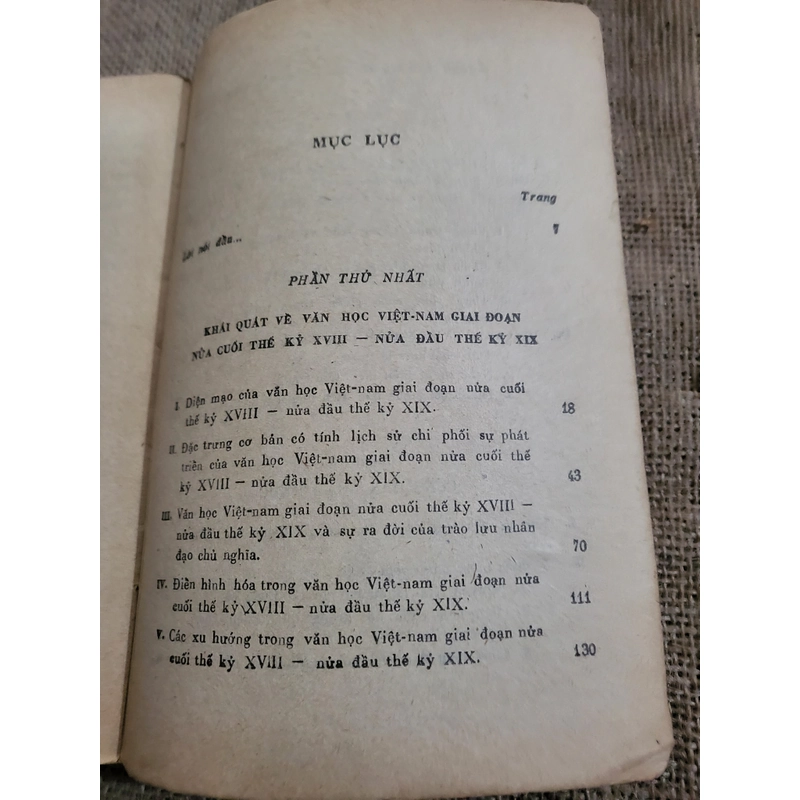 MỤC LỤC
Trang
Lời nói đầu... 7
PHẦN THỨ NHẤT
KHÁI QUÁT VỀ VĂN HỌC VIỆT-NAM GIAI ĐOẠN
NỬA CUỐI THẾ KỶ XVIII — NỬA ĐẦU THẾ KỶ XIX
I. Diện mạo của văn học Việt-nam giai đoạn nửa cuối
thế kỷ XVIII — nửa đầu thế kỷ XIX. 18
II. Đặc trưng cơ bản có tính lịch sử chi phối sự phát
triển của văn học Việt-nam giai đoạn nửa cuối thế
kỷ XVIII — nửa đầu thế kỷ XIX. 43
III. Văn học Việt-nam giai đoạn nửa cuối thế kỷ XVIII —
nửa đầu thế kỷ XIX và sự ra đời của trào lưu nhân
đạo chủ nghĩa. 70
IV. Điển hình hóa trong văn học Việt-nam giai đoạn nửa
cuối thế kỷ XVIII — nửa đầu thế kỷ XIX. 111
V. Các xu hướng trong văn học Việt-nam giai đoạn nửa
cuối thế kỷ XVIII — nửa đầu thế kỷ XIX. 130